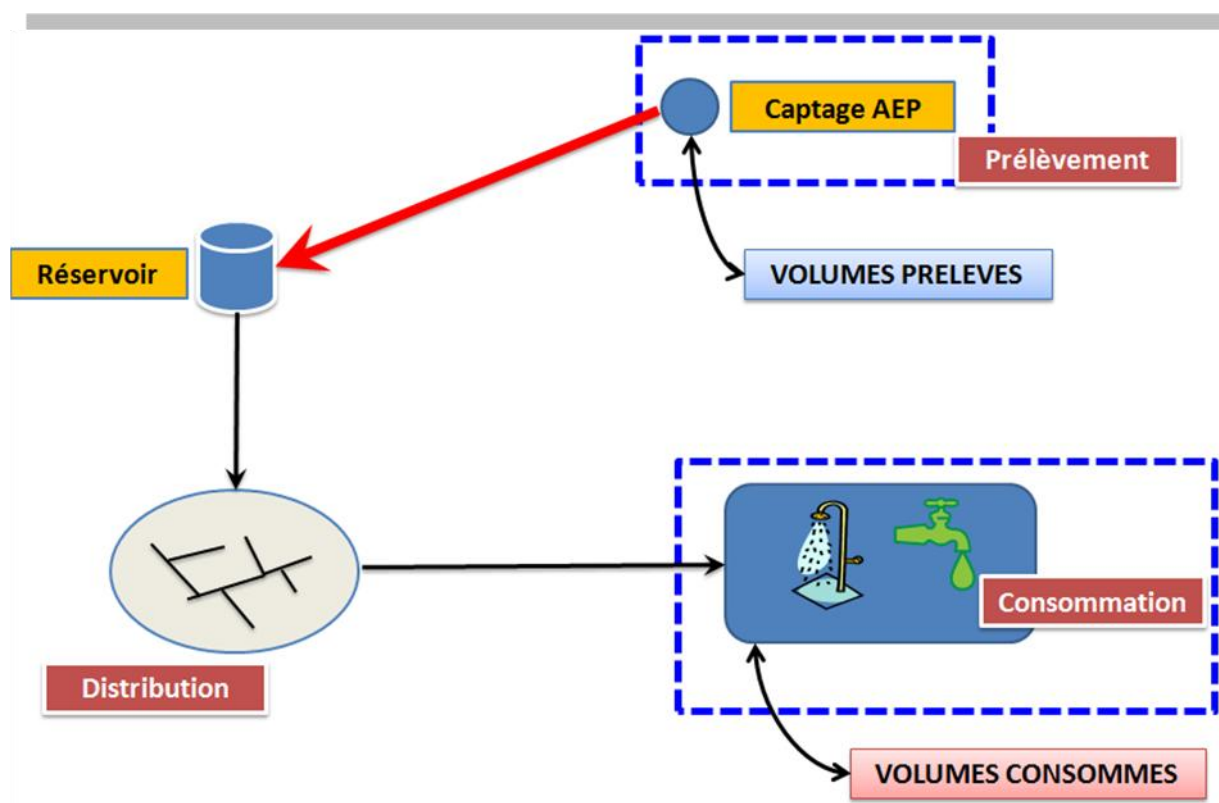 Captage AEP
Prélèvement
Réservoir
VOLUMES PRELEVES
Consommation
Distribution
VOLUMES CONSOMMES